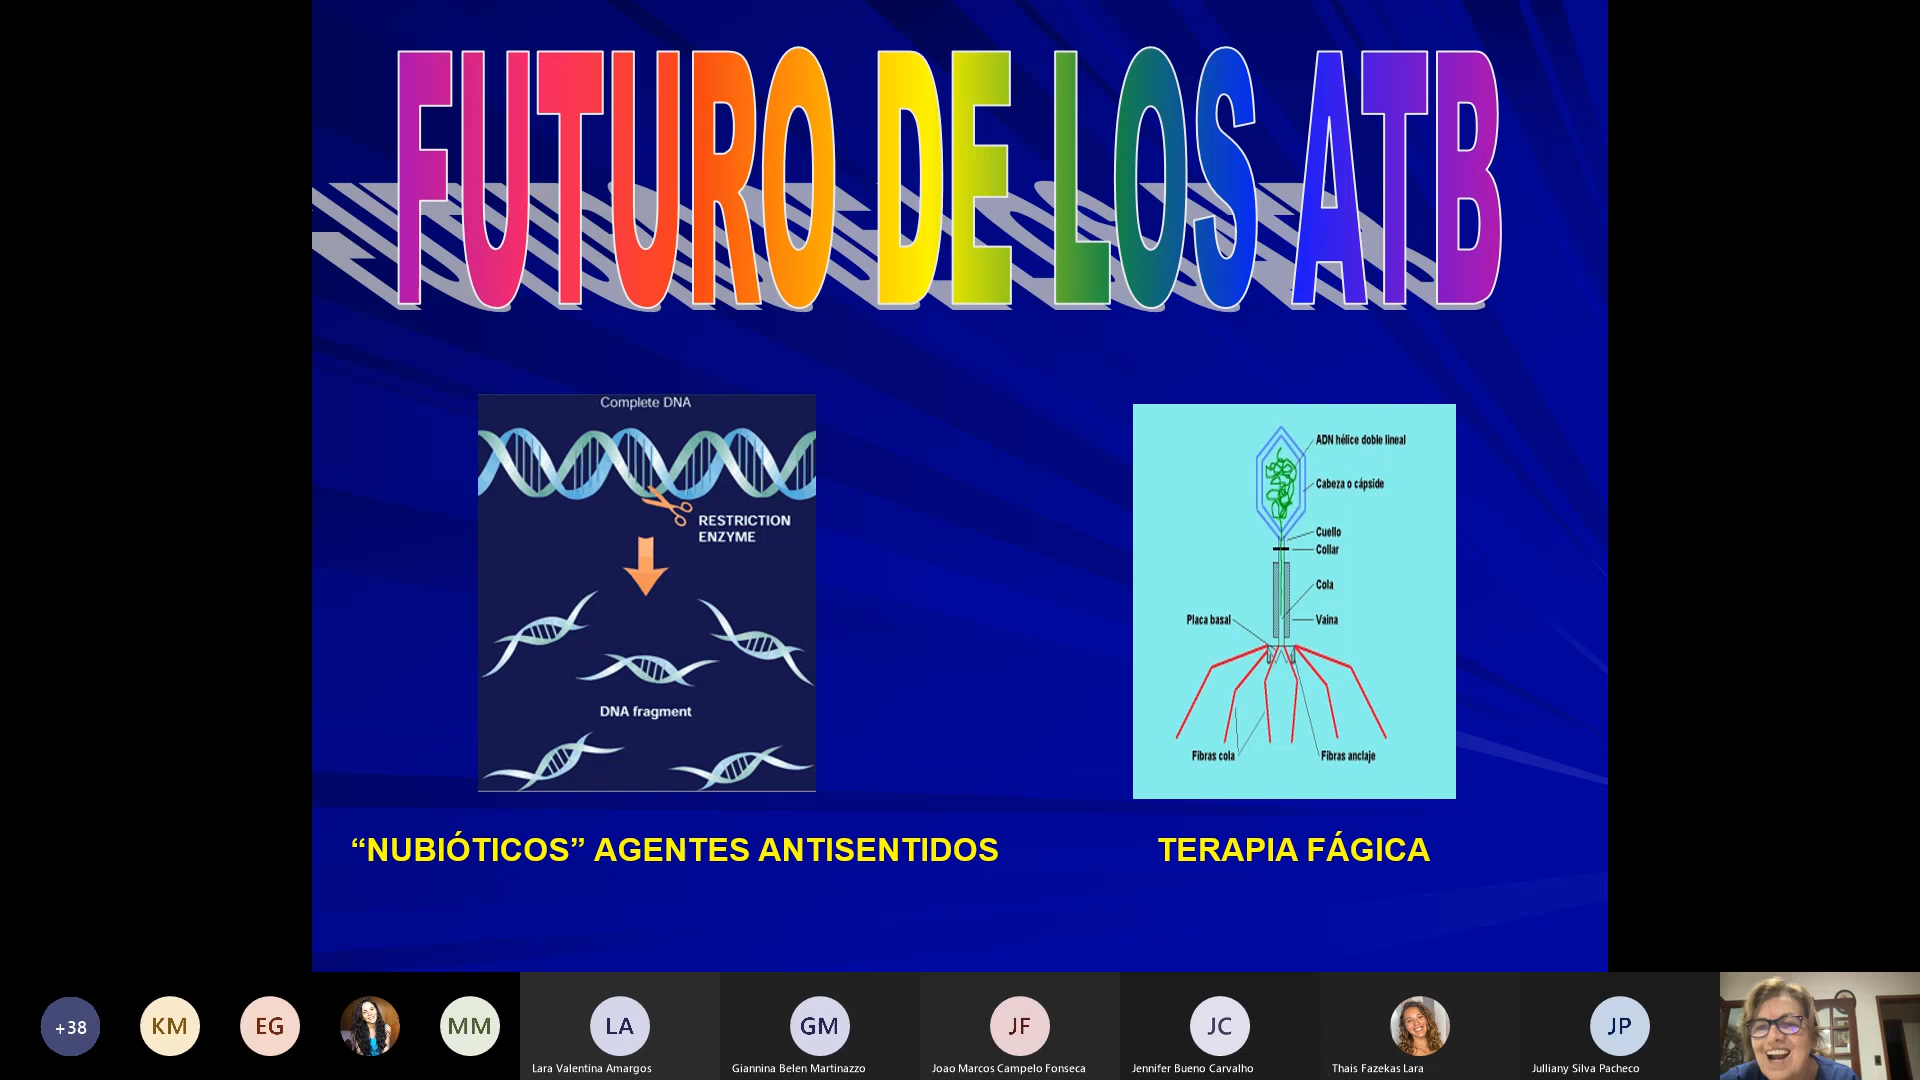 FUTURO DE LOS ATB
Complete DNA
RESTRICTION
ENZYME
DNA fragment
ADN hélice doble lineal
Cabeza o cápside
Cuello
Collar
Cola
Placa basal
Vaina
Fibras cola
Fibras anclaje
“NUBIÓTICOS” AGENTES ANTISENTIDOS
TERAPIA FÁGICA
+38
KM
EG
MM
LA
GM
JF
JC
JP
Lara Valentina Amargos
Giannina Belen Martinazzo
Joao Marcos Campelo Fonseca
Jennifer Bueno Carvalho
Thais Fazekas Lara
Julliany Silva Pacheco